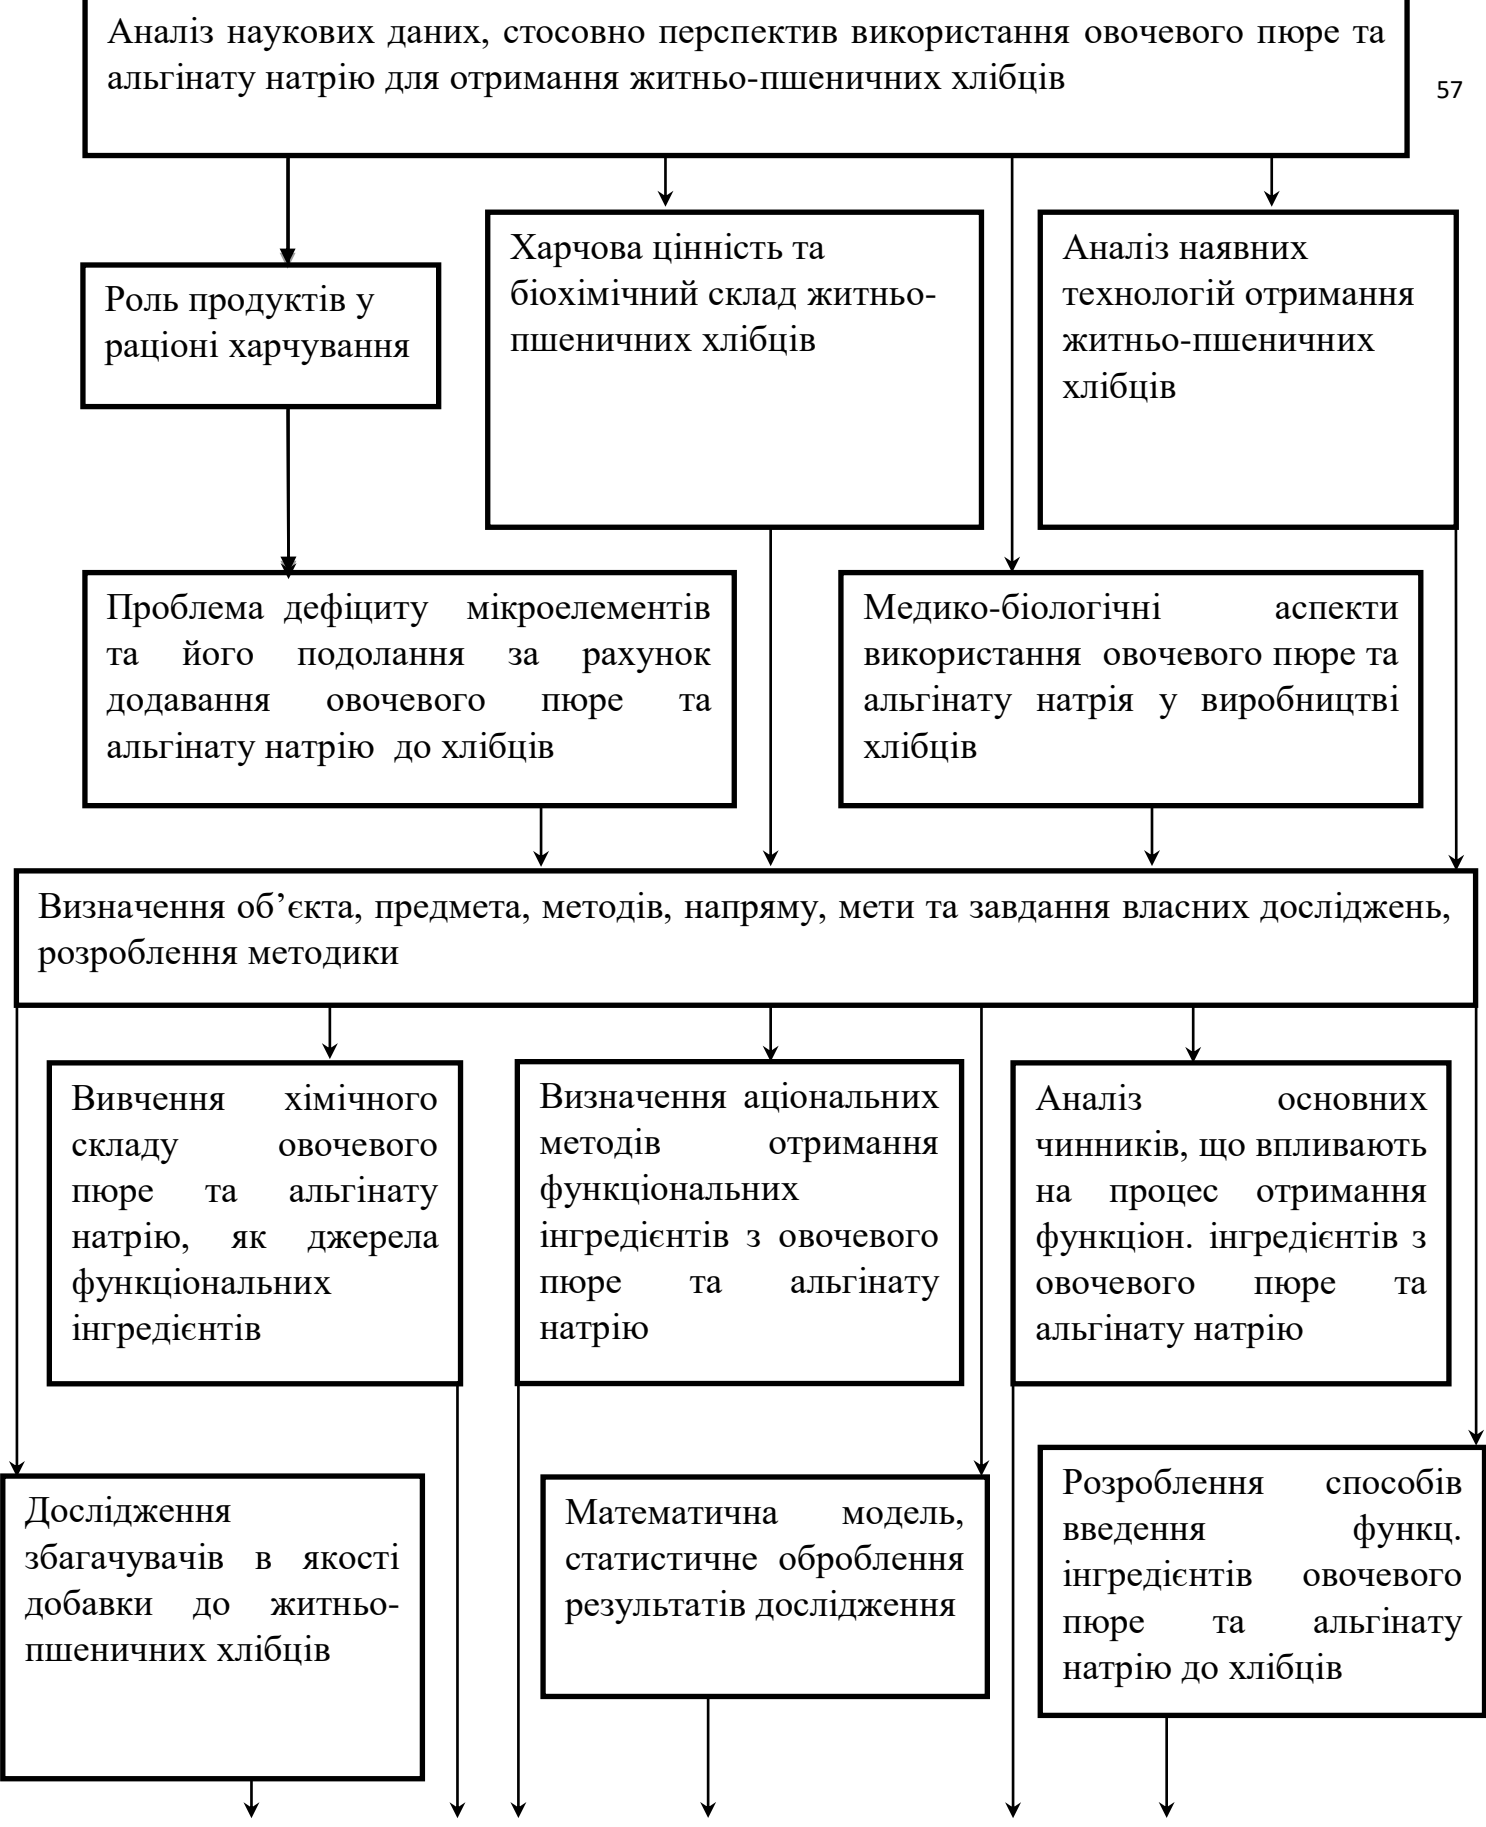 Аналіз наукових даних, стосовно перспектив використання овочевого пюре та
альгінату натрію для отримання житньо-пшеничних хлібців
57
Роль продуктів у
раціоні харчування
Харчова цінність та
біохімічний склад житньо-
пшеничних хлібців
Аналіз наявних
технологій отримання
житньо-пшеничних
хлібців
Проблема дефіциту мікроелементів
та його подолання за рахунок
додавання овочевого пюре та
альгінату натрію до хлібців
Медико-біологічні аспекти
використання овочевого пюре та
альгінату натрія у виробництві
хлібців
Визначення об’єкта, предмета, методів, напряму, мети та завдання власних досліджень,
розроблення методики
Вивчення хімічного
складу овочевого
пюре та альгінату
натрію, як джерела
функціональних
інгредієнтів
Визначення аціональних
методів отримання
функціональних
інгредієнтів з овочевого
пюре та альгінату
натрію
Аналіз основних
чинників, що впливають
на процес отримання
функціон. інгредієнтів з
овочевого пюре та
альгінату натрію
Дослідження
збагачувачів в якості
добавки до житньо-
пшеничних хлібців
Математична модель,
статистичне оброблення
результатів дослідження
Розроблення способів
введення функц.
інгредієнтів овочевого
пюре та альгінату
натрію до хлібців